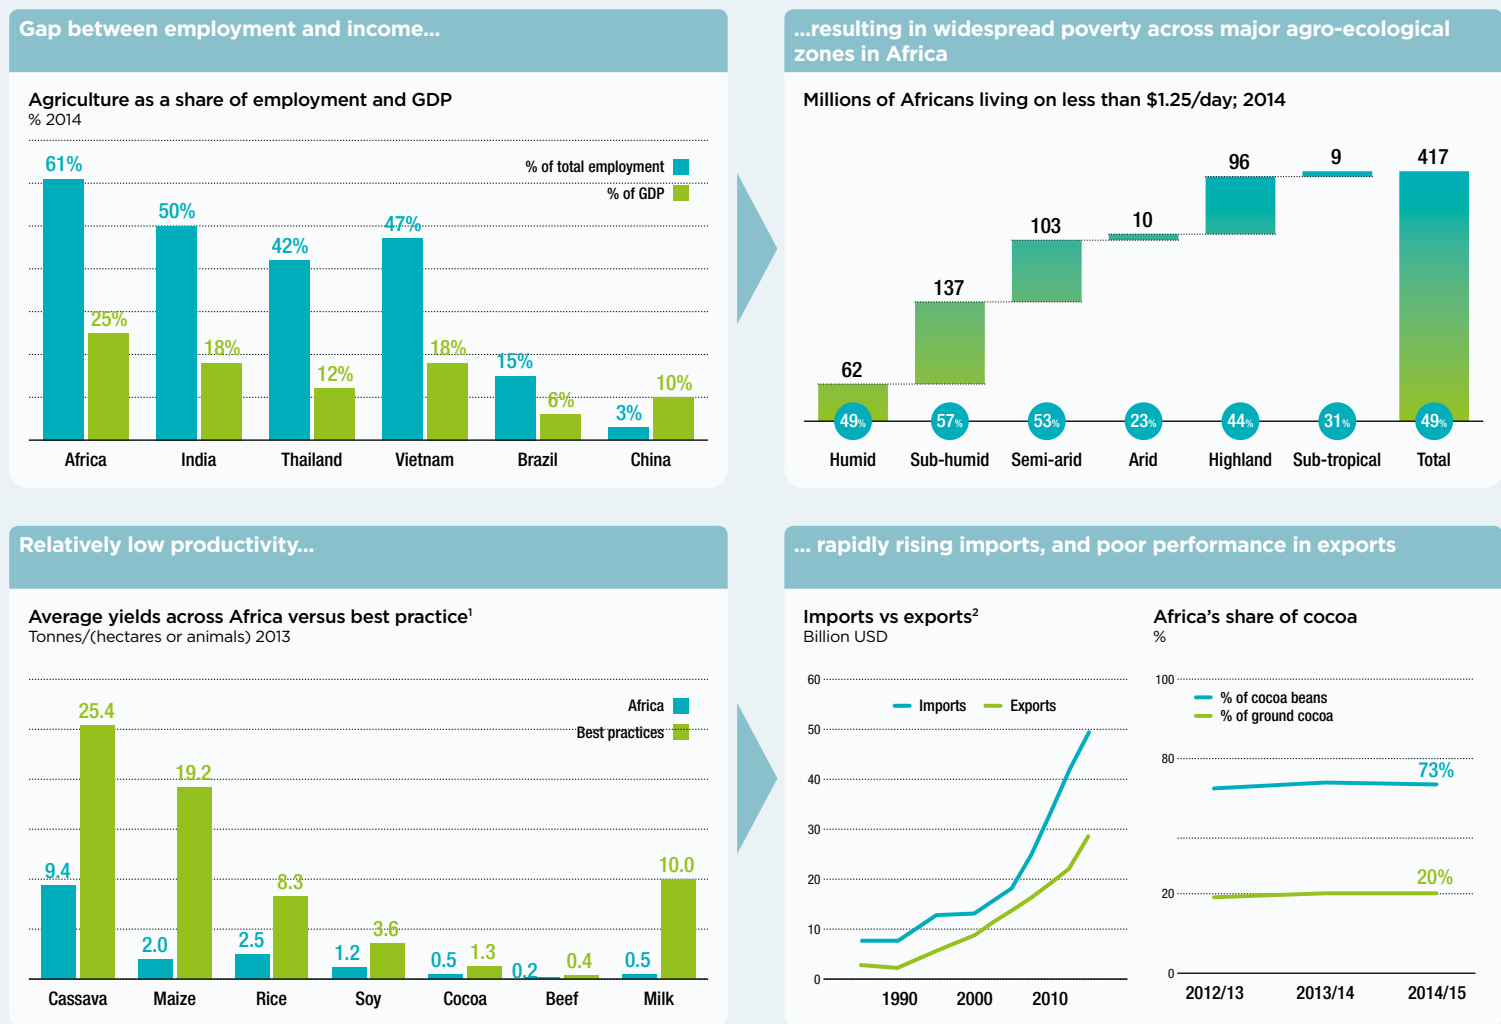 Gap between employment and income...
Agriculture as a share of employment and GDP
% 2014
% of total employment
% of GDP
61%
25%
50%
18%
42%
12%
47%
18%
15%
6%
3%
10%
Africa
India
Thailand
Vietnam
Brazil
China
...resulting in widespread poverty across major agro-ecological
zones in Africa
Millions of Africans living on less than $1.25/day; 2014
62
137
103
10
96
9
417
49%
57%
53%
23%
44%
31%
49%
Humid
Sub-humid
Semi-arid
Arid
Highland
Sub-tropical
Total
Relatively low productivity...
Average yields across Africa versus best practice¹
Tonnes/(hectares or animals) 2013
Africa
Best practices
9.4
25.4
2.0
19.2
2.5
8.3
1.2
3.6
0.5
1.3
0.2
0.4
0.5
10.0
Cassava
Maize
Rice
Soy
Cocoa
Beef
Milk
... rapidly rising imports, and poor performance in exports
Imports vs exports²
Billion USD
Imports
Exports
60
50
40
30
20
10
0
1990
2000
2010
Africa's share of cocoa
%
% of cocoa beans
% of ground cocoa
100
80
20
0
73%
20%
2012/13
2013/14
2014/15